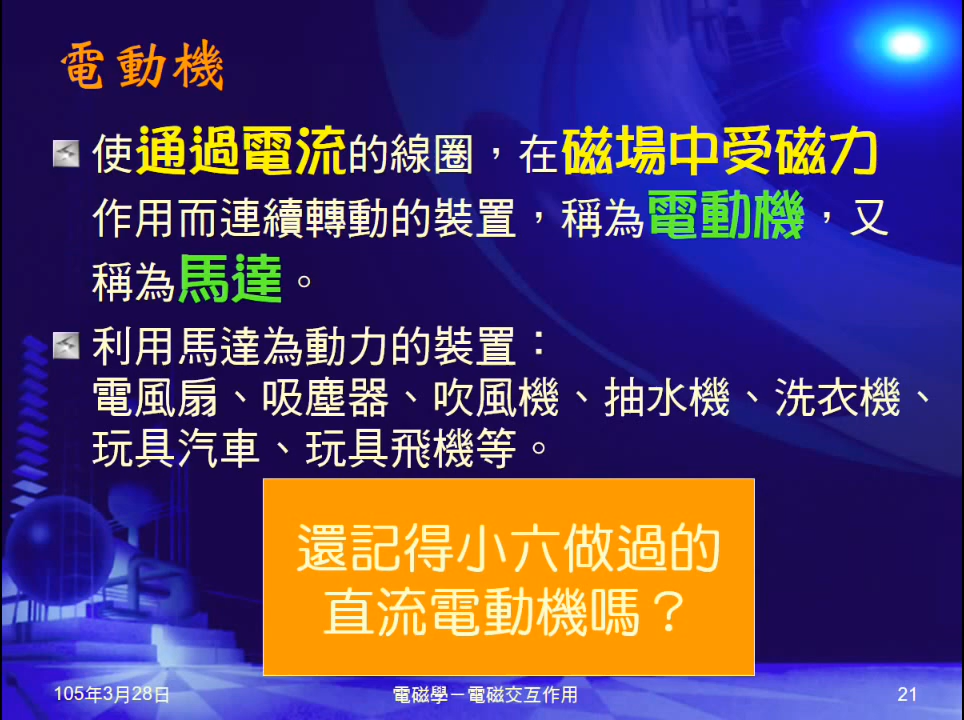 電動機
使通過電流的線圈，在磁場中受磁力
作用而連續轉動的裝置，稱為電動機，又
稱為馬達。
利用馬達為動力的裝置：
電風扇、吸塵器、吹風機、抽水機、洗衣機、
玩具汽車、玩具飛機等。
還記得小六做過的
直流電動機嗎？
105年3月28日
電磁學－電磁交互作用
21